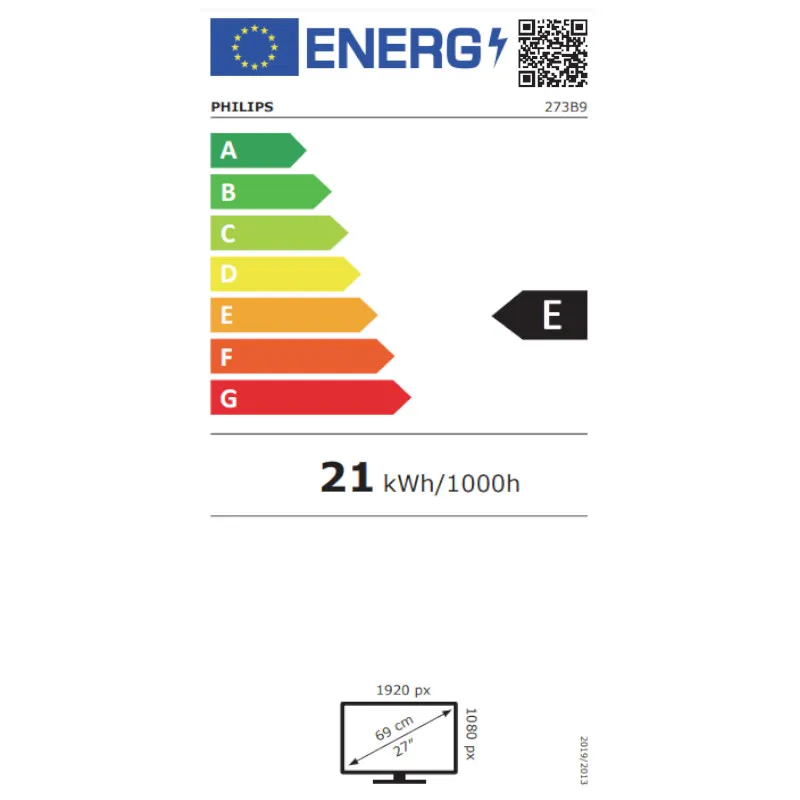 ENERG
PHILIPS
273B9
A
B
C
D
E
E
F
G
21 kWh/1000h
1920 px
69 cm
27″
1080 px
2019/2013